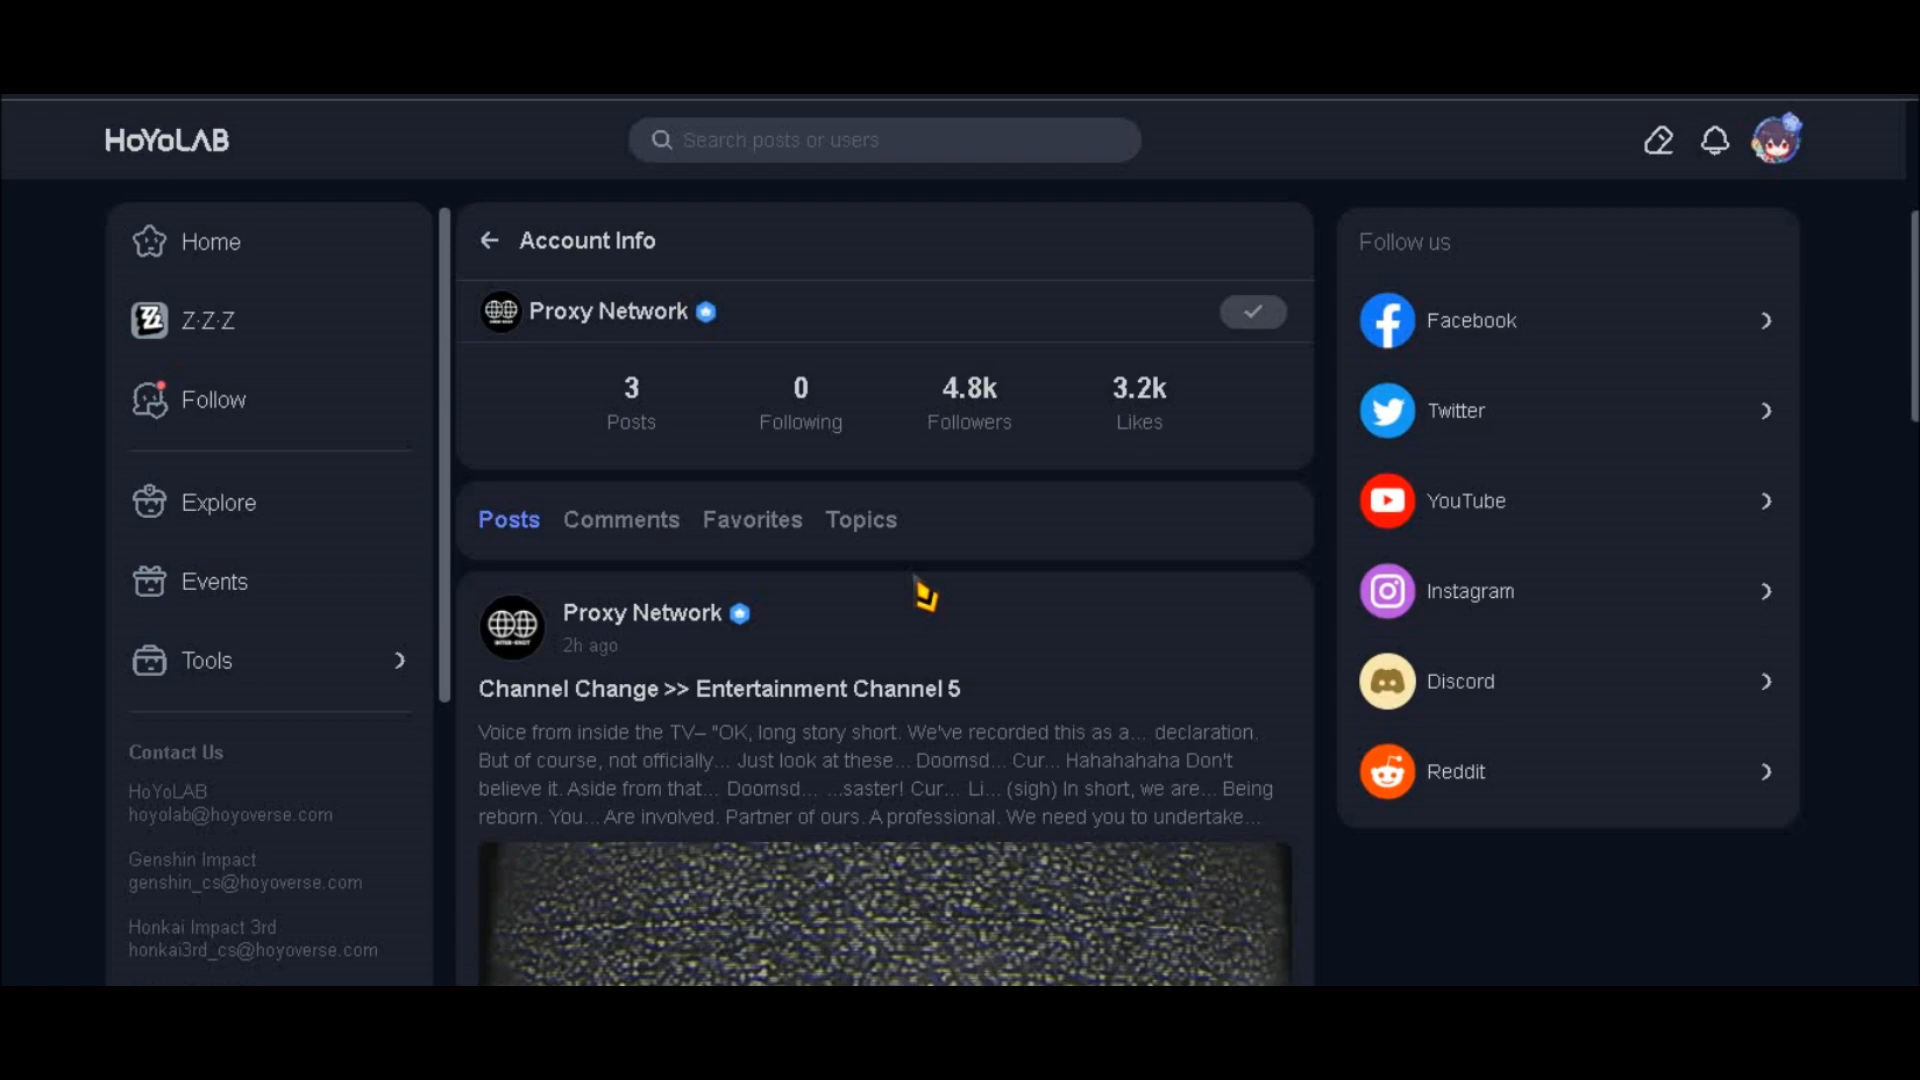 HoYoLAB
Search posts or users
Home
Z·Z·Z
Follow
Explore
Events
Tools
Contact Us
HoYoLAB
hoyolab@hoyoverse.com
Genshin Impact
genshin_cs@hoyoverse.com
Honkai Impact 3rd
honkai3rd_cs@hoyoverse.com
Account Info
Proxy Network
3
Posts
0
Following
4.8k
Followers
3.2k
Likes
Posts Comments Favorites Topics
Proxy Network
INTER-KNOT
2h ago
Channel Change >> Entertainment Channel 5
Voice from inside the TV– "OK, long story short. We've recorded this as a... declaration.
But of course, not officially... Just look at these... Doomsd... Cur... Hahahahaha Don't
believe it. Aside from that... Doomsd... ...saster! Cur... Li... (sigh) In short, we are... Being
reborn. You... Are involved. Partner of ours. A professional. We need you to undertake...
Follow us
Facebook
Twitter
YouTube
Instagram
Discord
Reddit